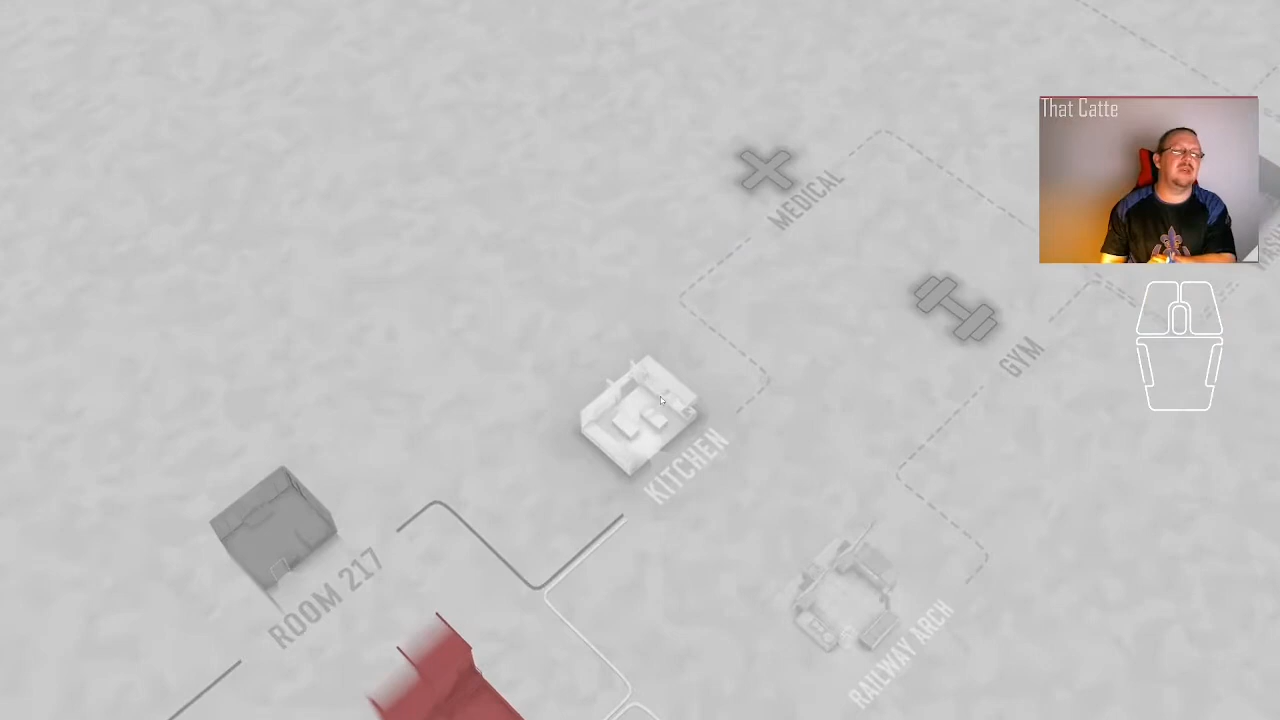 That Catte
MEDICAL
GYM
KITCHEN
ROOM 217
RAILWAY ARCH